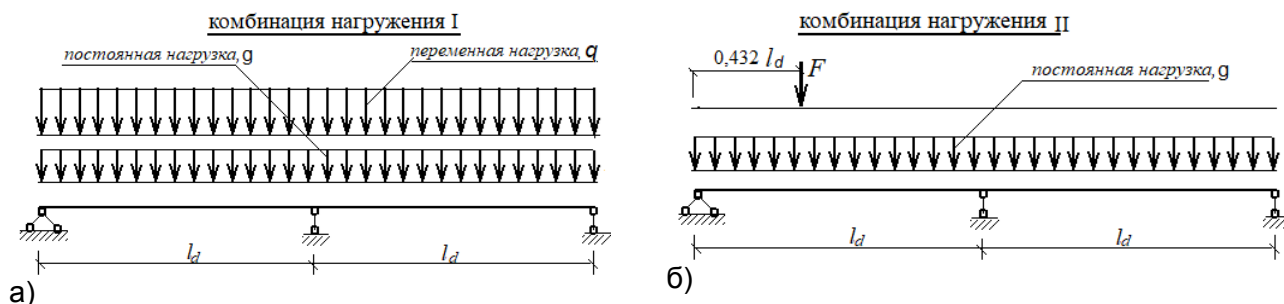 комбинация нагружения I
постоянная нагрузка, g
переменная нагрузка, q
l_d
l_d
а)
комбинация нагружения II
0,432 l_d
F
постоянная нагрузка, g
l_d
l_d
б)